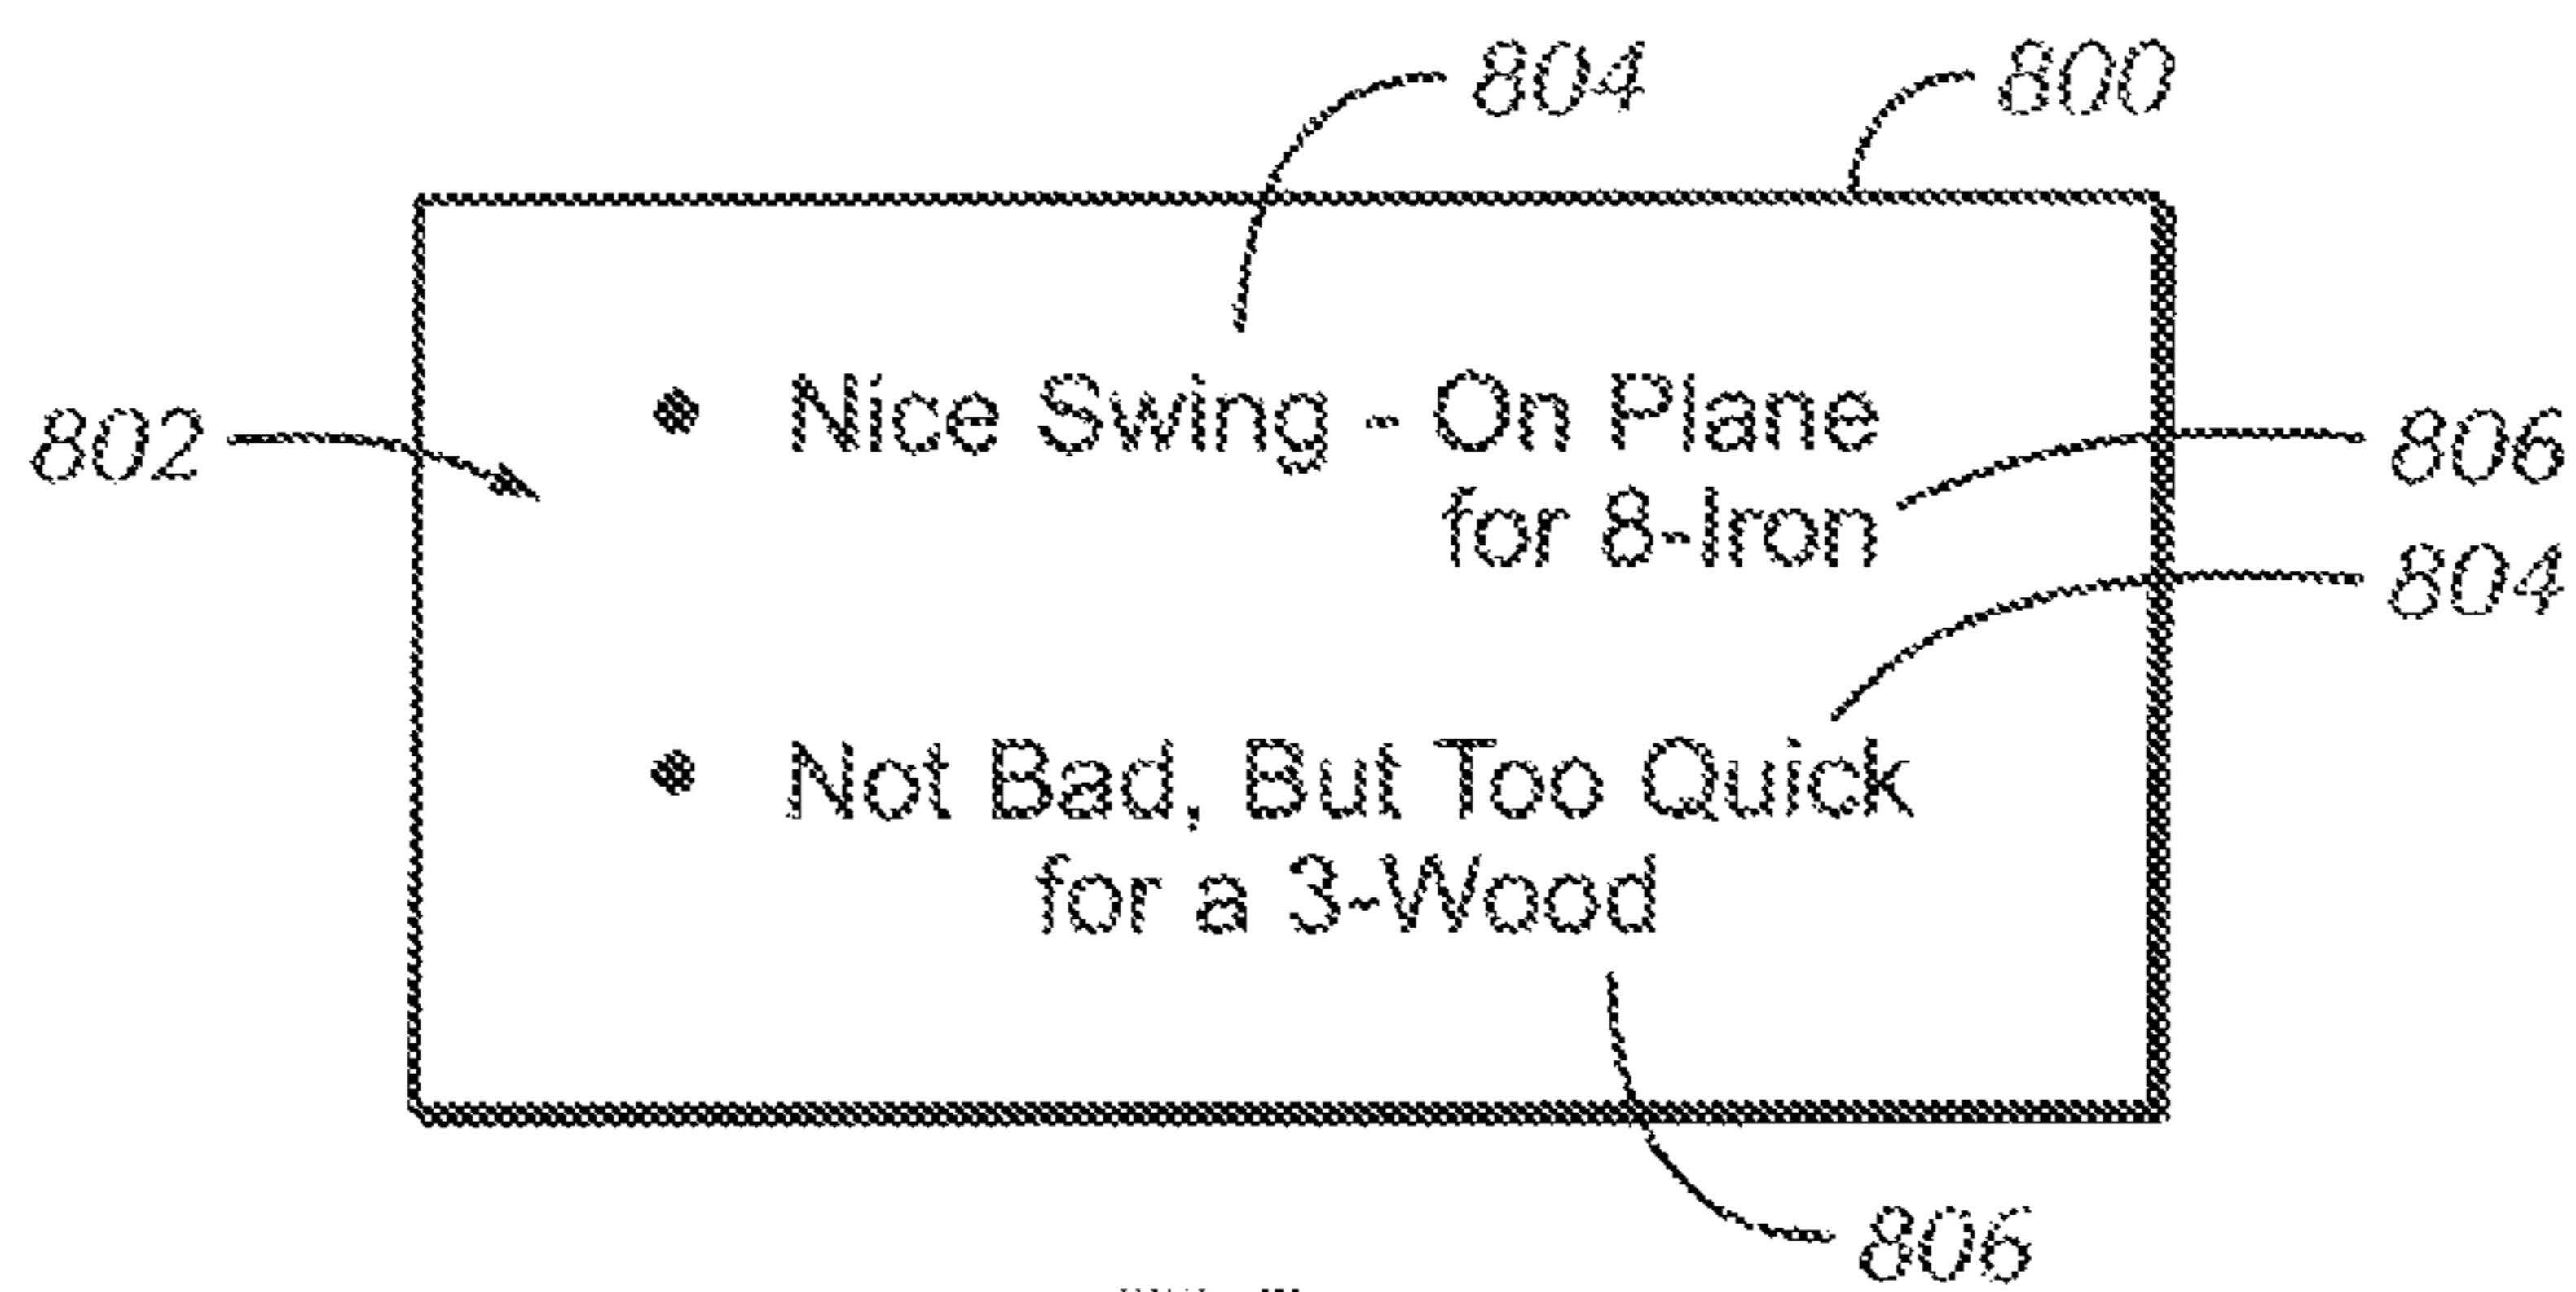 804 800
• Nice Swing - On Plane
802 806
for 8-Iron
804
• Not Bad, But Too Quick
for a 3-Wood
806